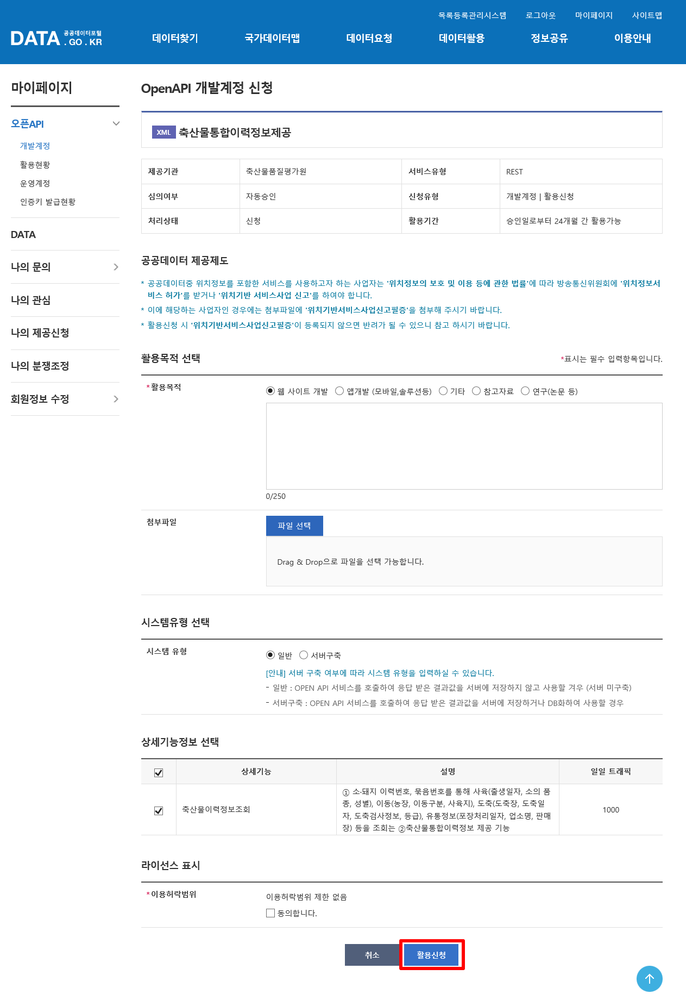 목록등록관리시스템 로그아웃 마이페이지 사이트맵
DATA 공공데이터포털 .GO.KR
데이터찾기 국가데이터맵 데이터요청 데이터활용 정보공유 이용안내
마이페이지
오픈API
개발계정
활용현황
운영계정
인증키 발급현황
DATA
나의 문의
나의 관심
나의 제공신청
나의 분쟁조정
회원정보 수정
OpenAPI 개발계정 신청
XML 축산물통합이력정보제공
제공기관 축산물품질평가원 서비스유형 REST
심의여부 자동승인 신청유형 개발계정 | 활용신청
처리상태 신청 활용기간 승인일로부터 24개월 간 활용가능
공공데이터 제공제도
* 공공데이터중 위치정보를 포함한 서비스를 사용하고자 하는 사업자는 '위치정보의 보호 및 이용 등에 관한 법률'에 따라 방송통신위원회에 '위치정보서
비스 허가'를 받거나 '위치기반 서비스사업 신고'를 하여야 합니다.
* 이에 해당하는 사업자인 경우에는 첨부파일에 '위치기반서비스사업신고필증'을 첨부해 주시기 바랍니다.
* 활용신청 시 '위치기반서비스사업신고필증'이 등록되지 않으면 반려가 될 수 있으니 참고 하시기 바랍니다.
활용목적 선택
*표시는 필수 입력항목입니다.
*활용목적
웹 사이트 개발 앱개발 (모바일,솔루션등) 기타 참고자료 연구(논문 등)
0/250
첨부파일
파일 선택
Drag & Drop으로 파일을 선택 가능합니다.
시스템유형 선택
시스템 유형
일반 서버구축
[안내] 서버 구축 여부에 따라 시스템 유형을 입력하실 수 있습니다.
- 일반 : OPEN API 서비스를 호출하여 응답 받은 결과값을 서버에 저장하지 않고 사용할 겨우 (서버 미구축)
- 서버구축 : OPEN API 서비스를 호출하여 응답 받은 결과값을 서버에 저장하거나 DB화하여 사용할 경우
상세기능정보 선택
상세기능 설명 일일 트래픽
축산물이력정보조회
① 소·돼지 이력번호, 묶음번호를 통해 사육(출생일자, 소의 품
종, 성별), 이동(농장, 이동구분, 사육지), 도축(도축장, 도축일
자, 도축검사정보, 등급), 유통정보(포장처리일자, 업소명, 판매
장) 등을 조회는 ②축산물통합이력정보 제공 기능
1000
라이선스 표시
*이용허락범위
이용허락범위 제한 없음
동의합니다.
취소 활용신청